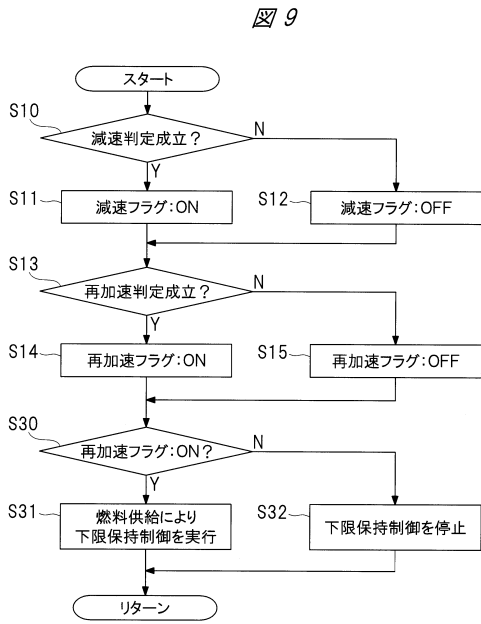 図 9
スタート
S10
減速判定成立?
N
Y
S11
減速フラグ:ON
S12
減速フラグ:OFF
S13
再加速判定成立?
N
Y
S14
再加速フラグ:ON
S15
再加速フラグ:OFF
S30
再加速フラグ:ON?
N
Y
S31
燃料供給により
下限保持制御を実行
S32
下限保持制御を停止
リターン